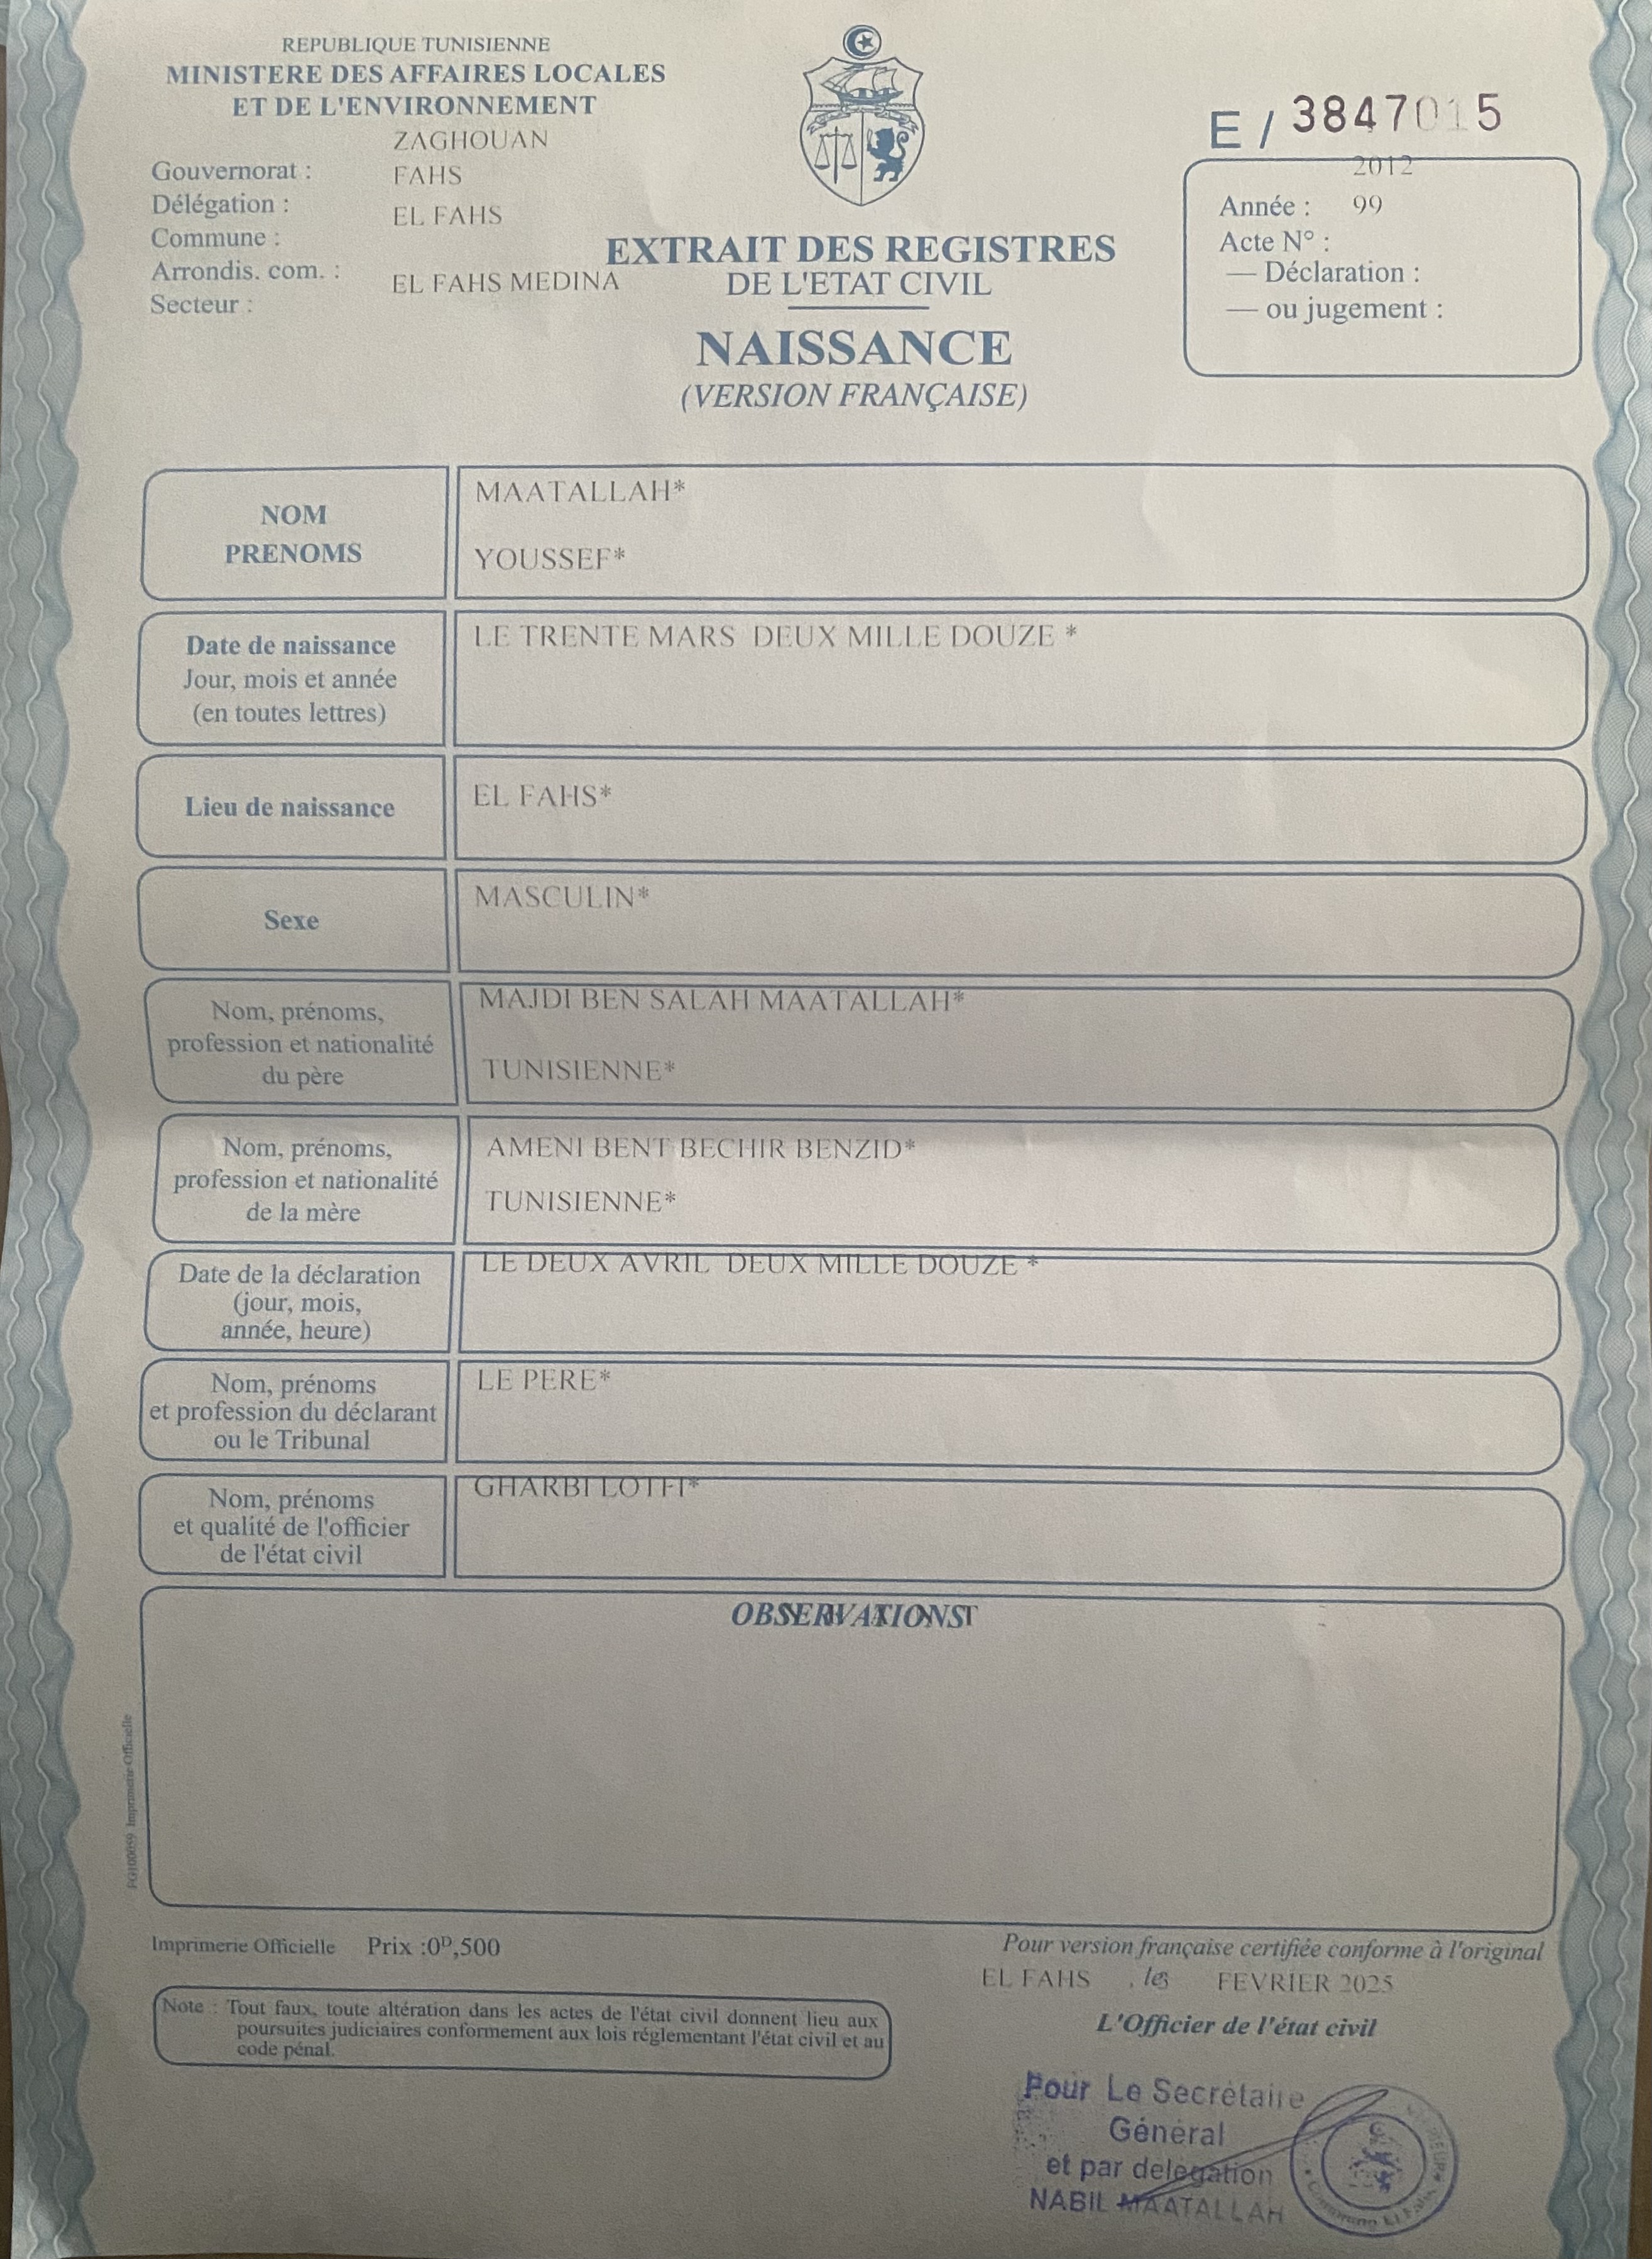 REPUBLIQUE TUNISIENNE
MINISTERE DES AFFAIRES LOCALES
ET DE L'ENVIRONNEMENT
ZAGHOUAN
Gouvernorat :
FAHS
Délégation :
EL FAHS
Commune :
Arrondis. com. :
EL FAHS MEDINA
Secteur :
E / 3847015
2012
Année : 99
Acte N° :
— Déclaration :
— ou jugement :
EXTRAIT DES REGISTRES
DE L'ETAT CIVIL
NAISSANCE
(VERSION FRANÇAISE)
NOM
PRENOMS
MAATALLAH*
YOUSSEF*
Date de naissance
Jour, mois et année
(en toutes lettres)
LE TRENTE MARS DEUX MILLE DOUZE *
Lieu de naissance
EL FAHS*
Sexe
MASCULIN*
Nom, prénoms,
profession et nationalité
du père
MAJDI BEN SALAH MAATALLAH*
TUNISIENNE*
Nom, prénoms,
profession et nationalité
de la mère
AMENI BENT BECHIR BENZID*
TUNISIENNE*
Date de la déclaration
(jour, mois,
année, heure)
LE DEUX AVRIL DEUX MILLE DOUZE *
Nom, prénoms
et profession du déclarant
ou le Tribunal
LE PERE*
Nom, prénoms
et qualité de l'officier
de l'état civil
GHARBI LOTFI*
OBSERVATIONS
Imprimerie Officielle Prix :0ᴰ,500
Note : Tout faux, toute altération dans les actes de l'état civil donnent lieu aux
poursuites judiciaires conformement aux lois réglementant l'état civil et au
code pénal.
Pour version française certifiée conforme à l'original
EL FAHS , le 3 FEVRIER 2025
L'Officier de l'état civil
Pour Le Secrétaire
Général
et par delegation
NABIL MAATALLAH
Imprimerie Officielle